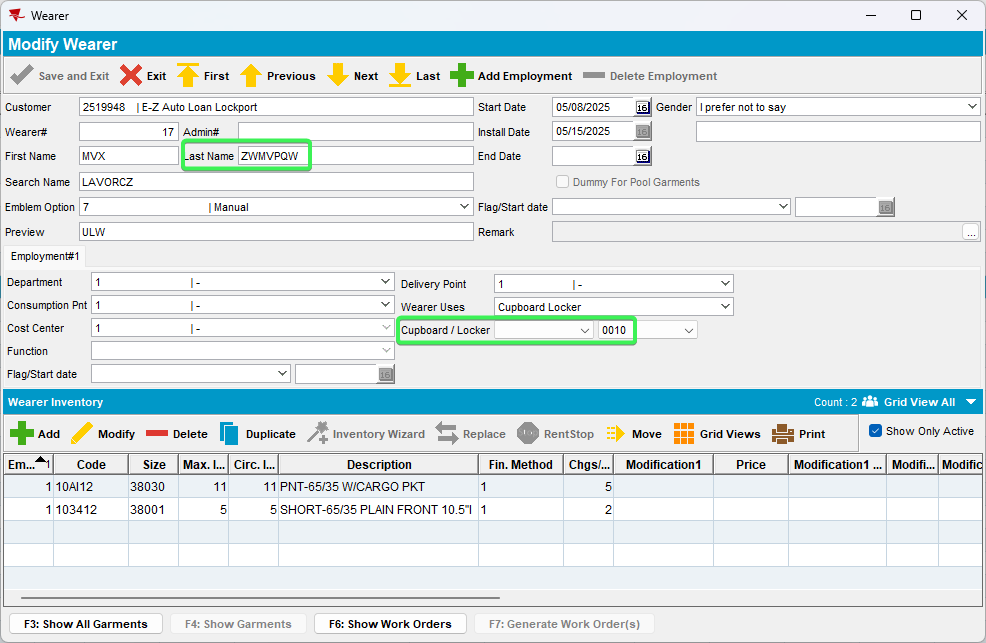 Wearer
Modify Wearer
Save and Exit Exit First Previous Next Last Add Employment Delete Employment
Customer 2519948 | E-Z Auto Loan Lockport Start Date 05/08/2025 16 Gender I prefer not to say
Wearer# 17 Admin# Install Date 05/15/2025 16
First Name MVX Last Name ZWMVPQW End Date 16
Search Name LAVORCZ Dummy For Pool Garments
Emblem Option 7 | Manual Flag/Start date 16
Preview ULW Remark ...
Employment#1
Department 1 | - Delivery Point 1 | -
Consumption Pnt 1 | - Wearer Uses Cupboard Locker
Cost Center 1 | - Cupboard / Locker 0010
Function
Flag/Start date 16
Wearer Inventory Count : 2 Grid View All
Add Modify Delete Duplicate Inventory Wizard Replace RentStop Move Grid Views Print Show Only Active
Em... 1 Code Size Max. I... Circ. I... Description Fin. Method Chgs/... Modification1 Price Modification1 ... Modifi... Modific
1 10AI12 38030 11 11 PNT-65/35 W/CARGO PKT 1 5
1 103412 38001 5 5 SHORT-65/35 PLAIN FRONT 10.5"I 1 2
F3: Show All Garments F4: Show Garments F6: Show Work Orders F7: Generate Work Order(s)